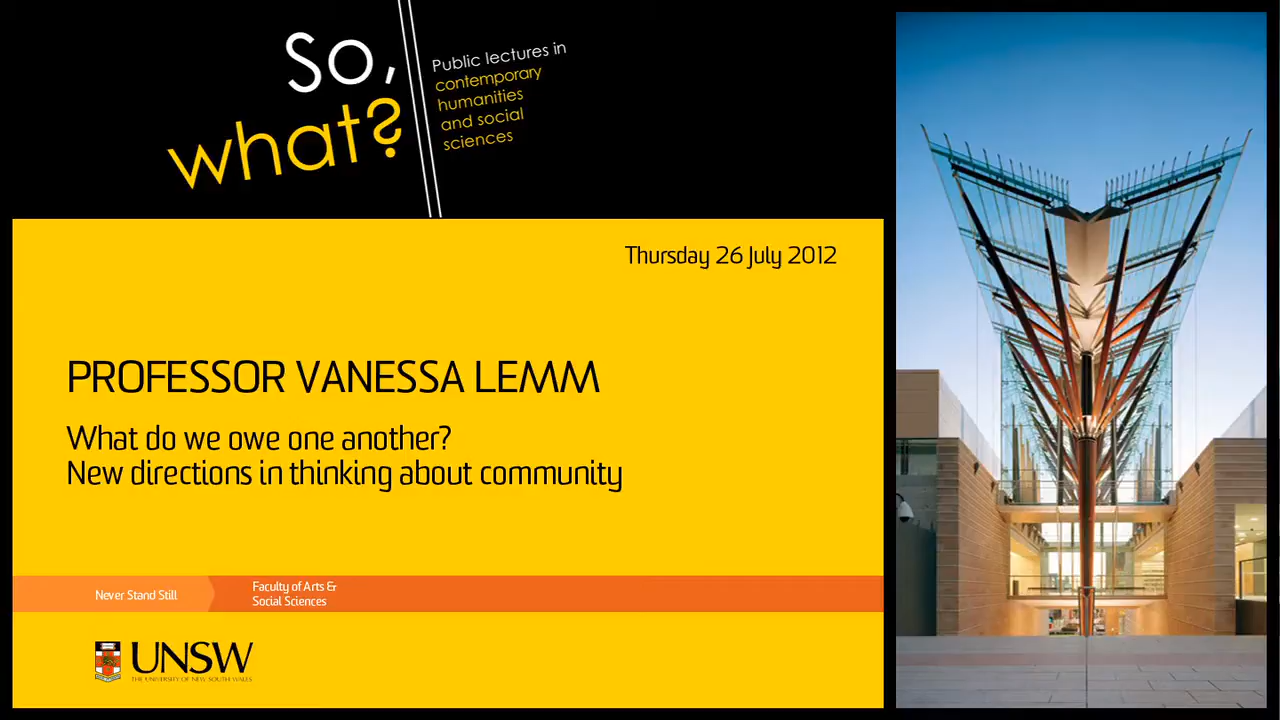 So,
what?
Public lectures in
contemporary
humanities
and social
sciences
Thursday 26 July 2012
PROFESSOR VANESSA LEMM
What do we owe one another?
New directions in thinking about community
Never Stand Still
Faculty of Arts &
Social Sciences
UNSW
THE UNIVERSITY OF NEW SOUTH WALES